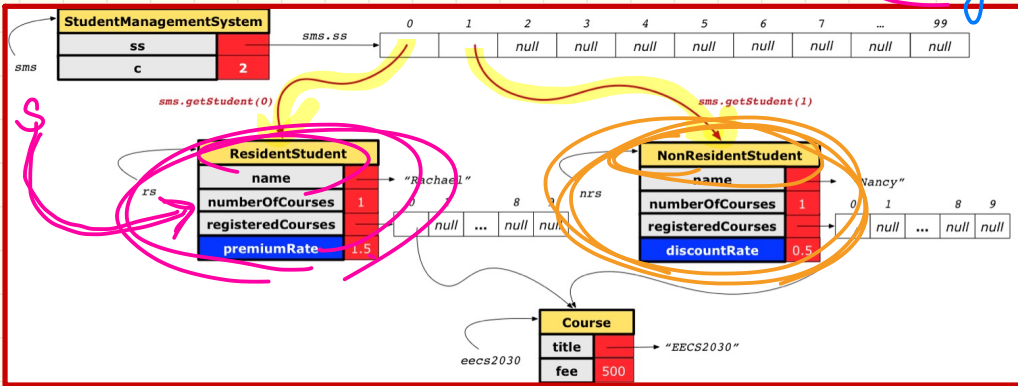 StudentManagementSystem
ss
c
2
sms
sms.ss
0 1 2 3 4 5 6 7 … 99
null null null null null null null null
sms.getStudent(0)
sms.getStudent(1)
S
ResidentStudent
name
numberOfCourses 1
registeredCourses
premiumRate 1.5
rs
"Rachael"
0 8 9
null ... null null
NonResidentStudent
name
numberOfCourses 1
registeredCourses
discountRate 0.5
nrs
"Nancy"
0 1 8 9
null ... null null
Course
title
fee 500
eecs2030
"EECS2030"